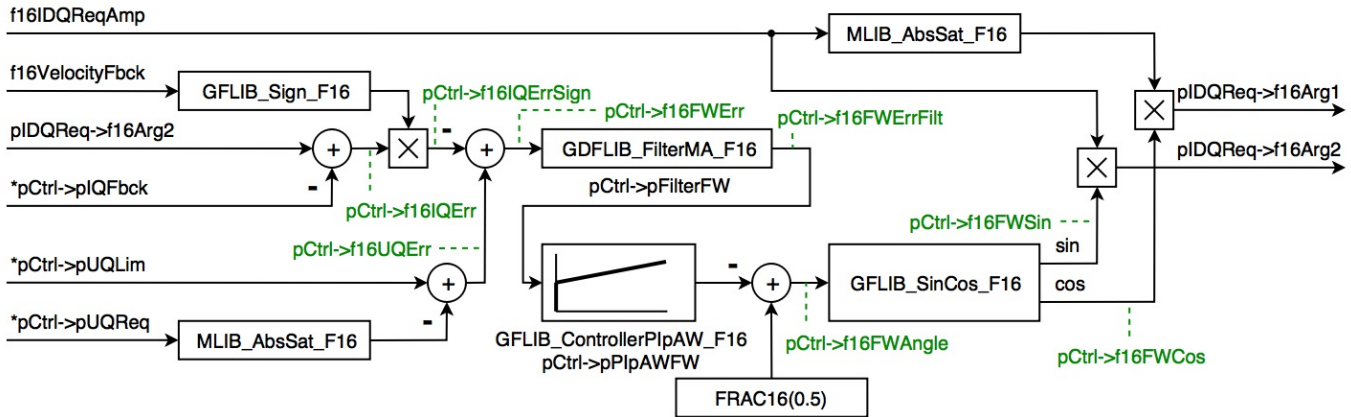 f16IDQReqAmp
MLIB_AbsSat_F16
f16VelocityFbck
GFLIB_Sign_F16
pCtrl->f16IQErrSign
pCtrl->f16FWErr
pCtrl->f16FWErrFilt
pIDQReq->f16Arg1
pIDQReq->f16Arg2
-
+
×
-
+
GDFLIB_FilterMA_F16
pCtrl->pFilterFW
×
×
pIDQReq->f16Arg2
*pCtrl->pIQFbck
-
pCtrl->f16IQErr
pCtrl->f16UQErr
pCtrl->f16FWSin
*pCtrl->pUQLim
+
-
*pCtrl->pUQReq
MLIB_AbsSat_F16
GFLIB_ControllerPIpAW_F16
pCtrl->pPIpAWFW
-
+
GFLIB_SinCos_F16
sin
cos
pCtrl->f16FWAngle
pCtrl->f16FWCos
FRAC16(0.5)